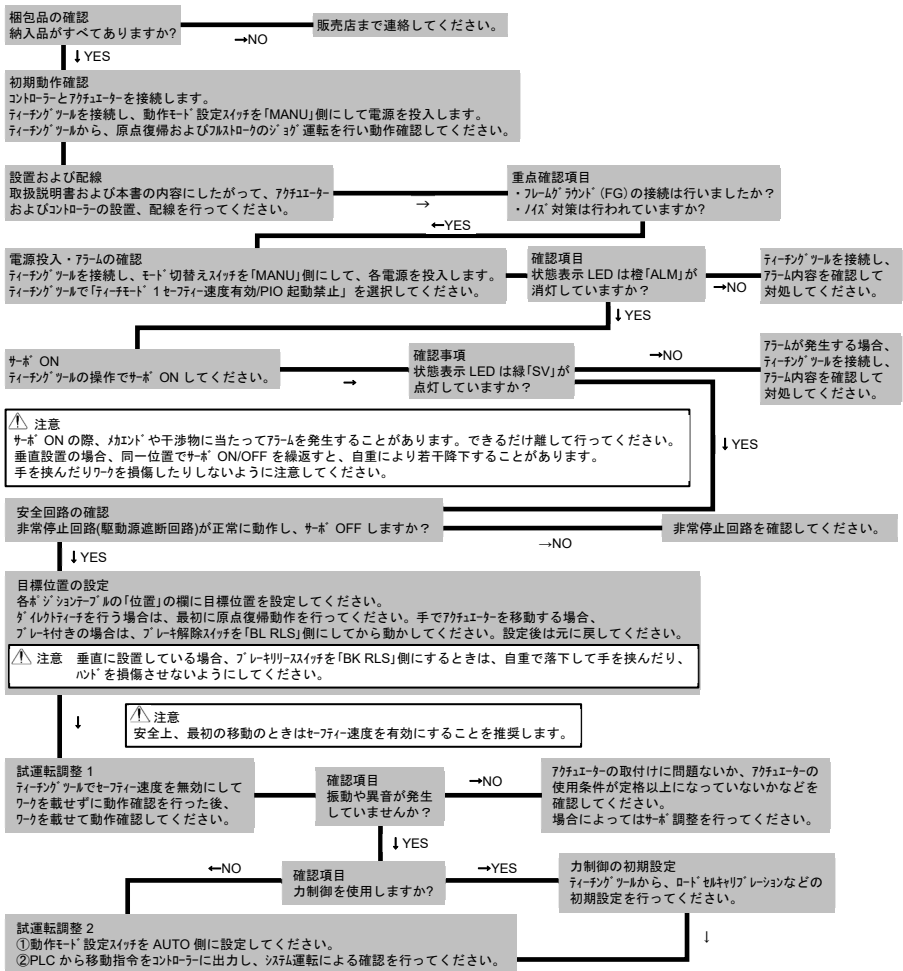 梱包品の確認
納入品がすべてありますか?
→NO
販売店まで連絡してください。
↓YES
初期動作確認
ｺﾝﾄﾛｰﾗｰとｱｸﾁｭｴｰﾀｰを接続します。
ﾃｨｰﾁﾝｸﾞﾂｰﾙを接続し、動作ﾓｰﾄﾞ設定ｽｲｯﾁを｢MANU｣側にして電源を投入します。
ﾃｨｰﾁﾝｸﾞﾂｰﾙから、原点復帰およびﾌﾙｽﾄﾛｰｸのｼﾞｮｸﾞ運転を行い動作確認してください。
設置および配線
取扱説明書および本書の内容にしたがって、ｱｸﾁｭｴｰﾀｰ
およびｺﾝﾄﾛｰﾗｰの設置、配線を行ってください。
→
重点確認項目
・ﾌﾚｰﾑｸﾞﾗｳﾝﾄﾞ(FG)の接続は行いましたか？
・ﾉｲｽﾞ対策は行われていますか?
←YES
電源投入・ｱﾗｰﾑの確認
ﾃｨｰﾁﾝｸﾞﾂｰﾙを接続し、ﾓｰﾄﾞ切替えｽｲｯﾁを｢MANU｣側にして、各電源を投入します。
ﾃｨｰﾁﾝｸﾞﾂｰﾙで｢ﾃｨｰﾁﾓｰﾄﾞ 1 ｾｰﾌﾃｨｰ速度有効/PIO 起動禁止」を選択してください。
確認項目
状態表示 LED は橙｢ALM｣が
消灯していますか？
→NO
ﾃｨｰﾁﾝｸﾞﾂｰﾙを接続し、
ｱﾗｰﾑ内容を確認して
対処してください。
↓YES
ｻｰﾎﾞ ON
ﾃｨｰﾁﾝｸﾞﾂｰﾙの操作でｻｰﾎﾞ ON してください。
→
確認事項
状態表示 LED は緑｢SV｣が
点灯していますか？
→NO
ｱﾗｰﾑが発生する場合、
ﾃｨｰﾁﾝｸﾞﾂｰﾙを接続し、
ｱﾗｰﾑ内容を確認して
対処してください。
↓YES
注意
ｻｰﾎﾞ ON の際、ﾒｶｴﾝﾄﾞや干渉物に当たってｱﾗｰﾑを発生することがあります。できるだけ離して行ってください。
垂直設置の場合、同一位置でｻｰﾎﾞ ON/OFF を繰返すと、自重により若干降下することがあります。
手を挟んだりﾜｰｸを損傷したりしないように注意してください。
安全回路の確認
非常停止回路(駆動源遮断回路)が正常に動作し、ｻｰﾎﾞ OFF しますか？
→NO
非常停止回路を確認してください。
↓YES
目標位置の設定
各ﾎﾟｼﾞｼｮﾝﾃｰﾌﾞﾙの｢位置｣の欄に目標位置を設定してください。
ﾀﾞｲﾚｸﾄﾃｨｰﾁを行う場合は、最初に原点復帰動作を行ってください。手でｱｸﾁｭｴｰﾀｰを移動する場合、
ﾌﾞﾚｰｷ付きの場合は、ﾌﾞﾚｰｷ解除ｽｲｯﾁを｢BL RLS｣側にしてから動かしてください。設定後は元に戻してください。
注意 垂直に設置している場合、ﾌﾞﾚｰｷﾘﾘｰｽｽｲｯﾁを｢BK RLS｣側にするときは、自重で落下して手を挟んだり、
ﾊﾝﾄﾞを損傷させないようにしてください。
↓
注意
安全上、最初の移動のときはｾｰﾌﾃｨｰ速度を有効にすることを推奨します。
試運転調整 1
ﾃｨｰﾁﾝｸﾞﾂｰﾙでｾｰﾌﾃｨｰ速度を無効にして
ﾜｰｸを載せずに動作確認を行った後、
ﾜｰｸを載せて動作確認してください。
確認項目
振動や異音が発生
していませんか？
→NO
ｱｸﾁｭｴｰﾀｰの取付けに問題ないか、ｱｸﾁｭｴｰﾀｰの
使用条件が定格以上になっていないかなどを
確認してください。
場合によってはｻｰﾎﾞ調整を行ってください。
↓YES
←NO
確認項目
力制御を使用しますか?
→YES
力制御の初期設定
ﾃｨｰﾁﾝｸﾞﾂｰﾙから、ﾛｰﾄﾞｾﾙｷｬﾘﾌﾞﾚｰｼｮﾝなどの
初期設定を行ってください。
↓
試運転調整 2
①動作ﾓｰﾄﾞ設定ｽｲｯﾁを AUTO 側に設定してください。
②PLC から移動指令をｺﾝﾄﾛｰﾗｰに出力し、ｼｽﾃﾑ運転による確認を行ってください。